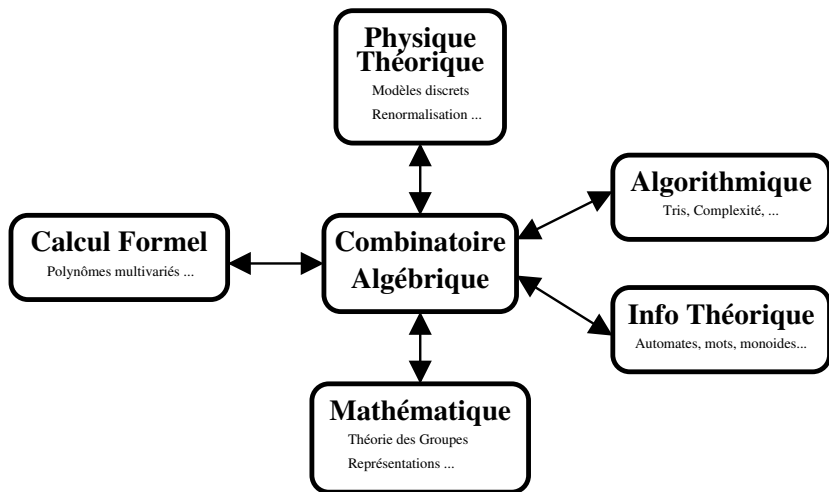 Physique
Théorique
Modèles discrets
Renormalisation ...
Algorithmique
Tris, Complexité, ...
Calcul Formel
Polynômes multivariés ...
Combinatoire
Algébrique
Info Théorique
Automates, mots, monoides...
Mathématique
Théorie des Groupes
Représentations ...